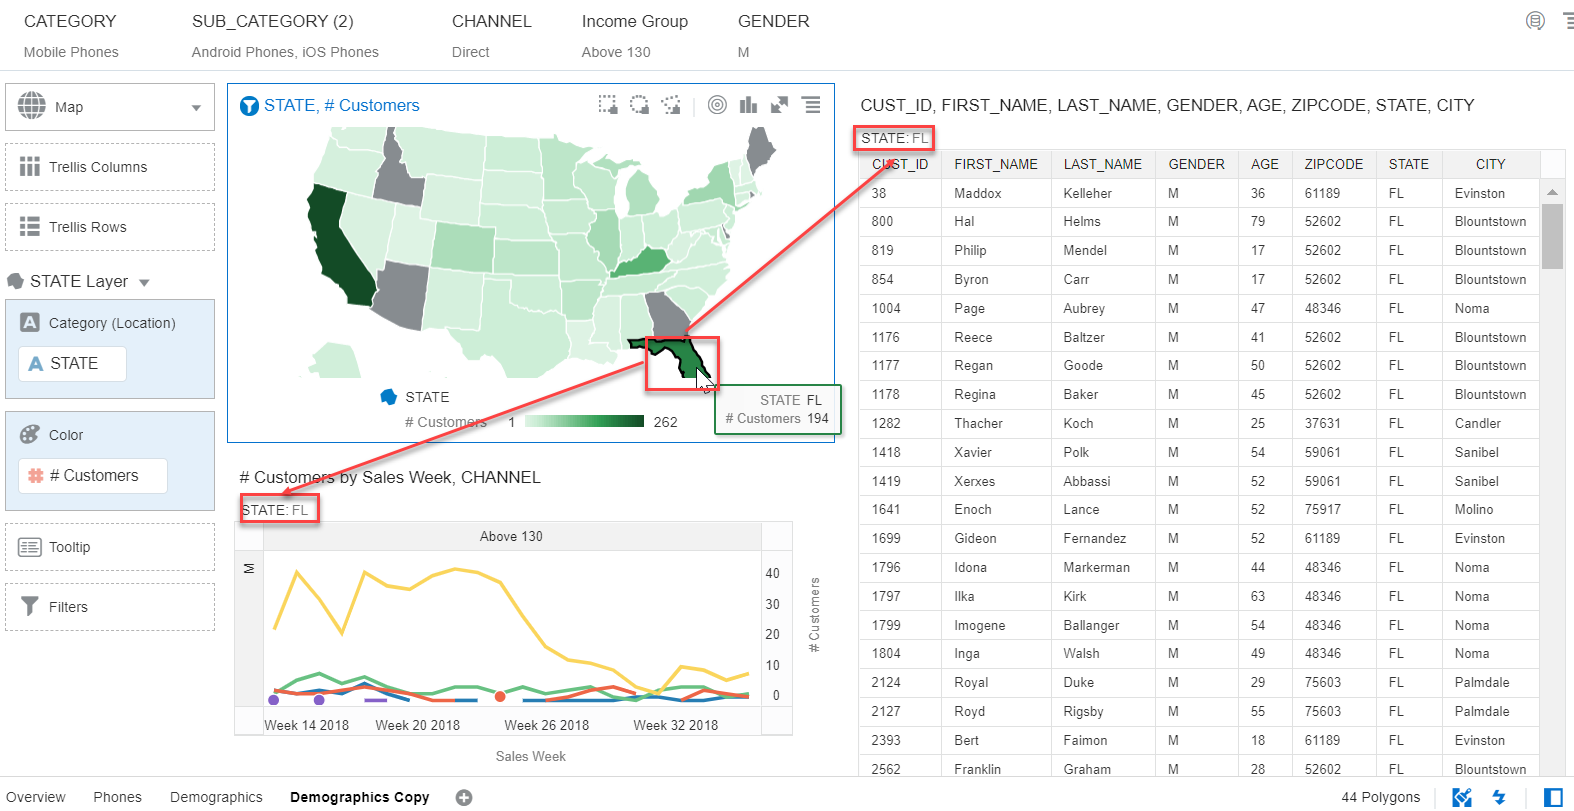 CATEGORY SUB_CATEGORY (2) CHANNEL Income Group GENDER
Mobile Phones Android Phones, iOS Phones Direct Above 130 M
Map
Trellis Columns
Trellis Rows
STATE Layer
A Category (Location)
A STATE
Color
# # Customers
Tooltip
Filters
STATE, # Customers
STATE
# Customers 1 262
STATE FL
# Customers 194
# Customers by Sales Week, CHANNEL
STATE: FL
Above 130
M
40
30
20
10
0
# Customers
Week 14 2018 Week 20 2018 Week 26 2018 Week 32 2018
Sales Week
CUST_ID, FIRST_NAME, LAST_NAME, GENDER, AGE, ZIPCODE, STATE, CITY
STATE: FL
CUST_ID FIRST_NAME LAST_NAME GENDER AGE ZIPCODE STATE CITY
38 Maddox Kelleher M 36 61189 FL Evinston
800 Hal Helms M 79 52602 FL Blountstown
819 Philip Mendel M 17 52602 FL Blountstown
854 Byron Carr M 17 52602 FL Blountstown
1004 Page Aubrey M 47 48346 FL Noma
1176 Reece Baltzer M 41 52602 FL Blountstown
1177 Regan Goode M 50 52602 FL Blountstown
1178 Regina Baker M 45 52602 FL Blountstown
1282 Thacher Koch M 25 37631 FL Candler
1418 Xavier Polk M 54 59061 FL Sanibel
1419 Xerxes Abbassi M 52 59061 FL Sanibel
1641 Enoch Lance M 52 75917 FL Molino
1699 Gideon Fernandez M 52 61189 FL Evinston
1796 Idona Markerman M 44 48346 FL Noma
1797 Ilka Kirk M 63 48346 FL Noma
1799 Imogene Ballanger M 54 48346 FL Noma
1804 Inga Walsh M 49 48346 FL Noma
2124 Royal Duke M 29 75603 FL Palmdale
2127 Royd Rigsby M 55 75603 FL Palmdale
2393 Bert Faimon M 18 61189 FL Evinston
2562 Franklin Graham M 28 52602 FL Blountstown
Overview Phones Demographics Demographics Copy 44 Polygons